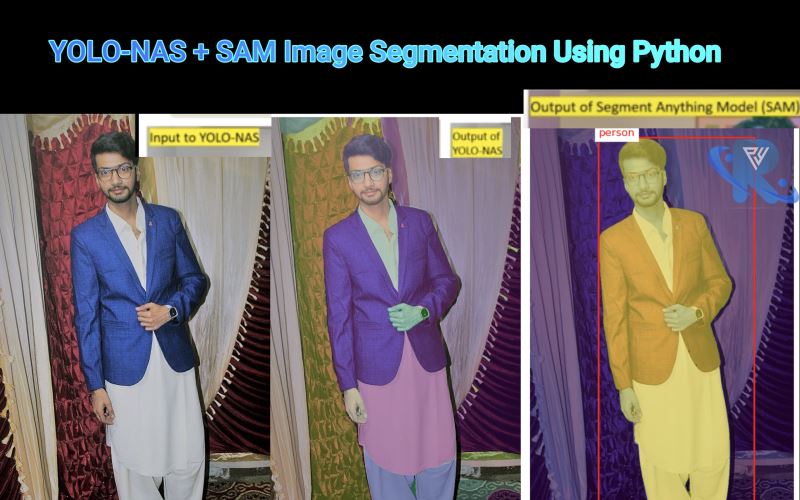 YOLO-NAS + SAM Image Segmentation Using Python
Input to YOLO-NAS
Output of
YOLO-NAS
Output of Segment Anything Model (SAM)
person